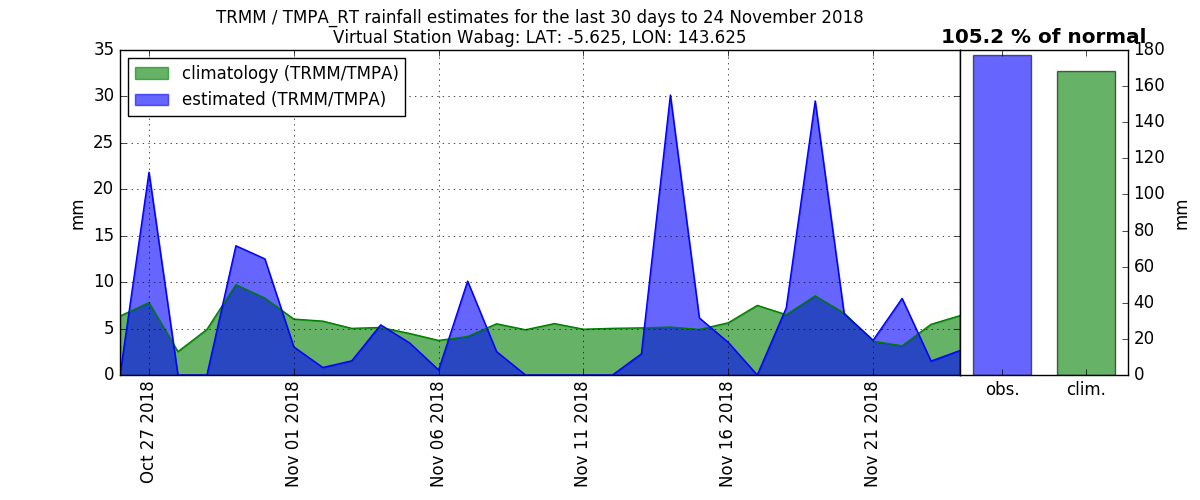 TRMM / TMPA_RT rainfall estimates for the last 30 days to 24 November 2018
Virtual Station Wabag: LAT: -5.625, LON: 143.625
105.2 % of normal
climatology (TRMM/TMPA)
estimated (TRMM/TMPA)
35
30
25
20
15
10
5
0
mm
Oct 27 2018
Nov 01 2018
Nov 06 2018
Nov 11 2018
Nov 16 2018
Nov 21 2018
obs.
clim.
180
160
140
120
100
80
60
40
20
0
mm